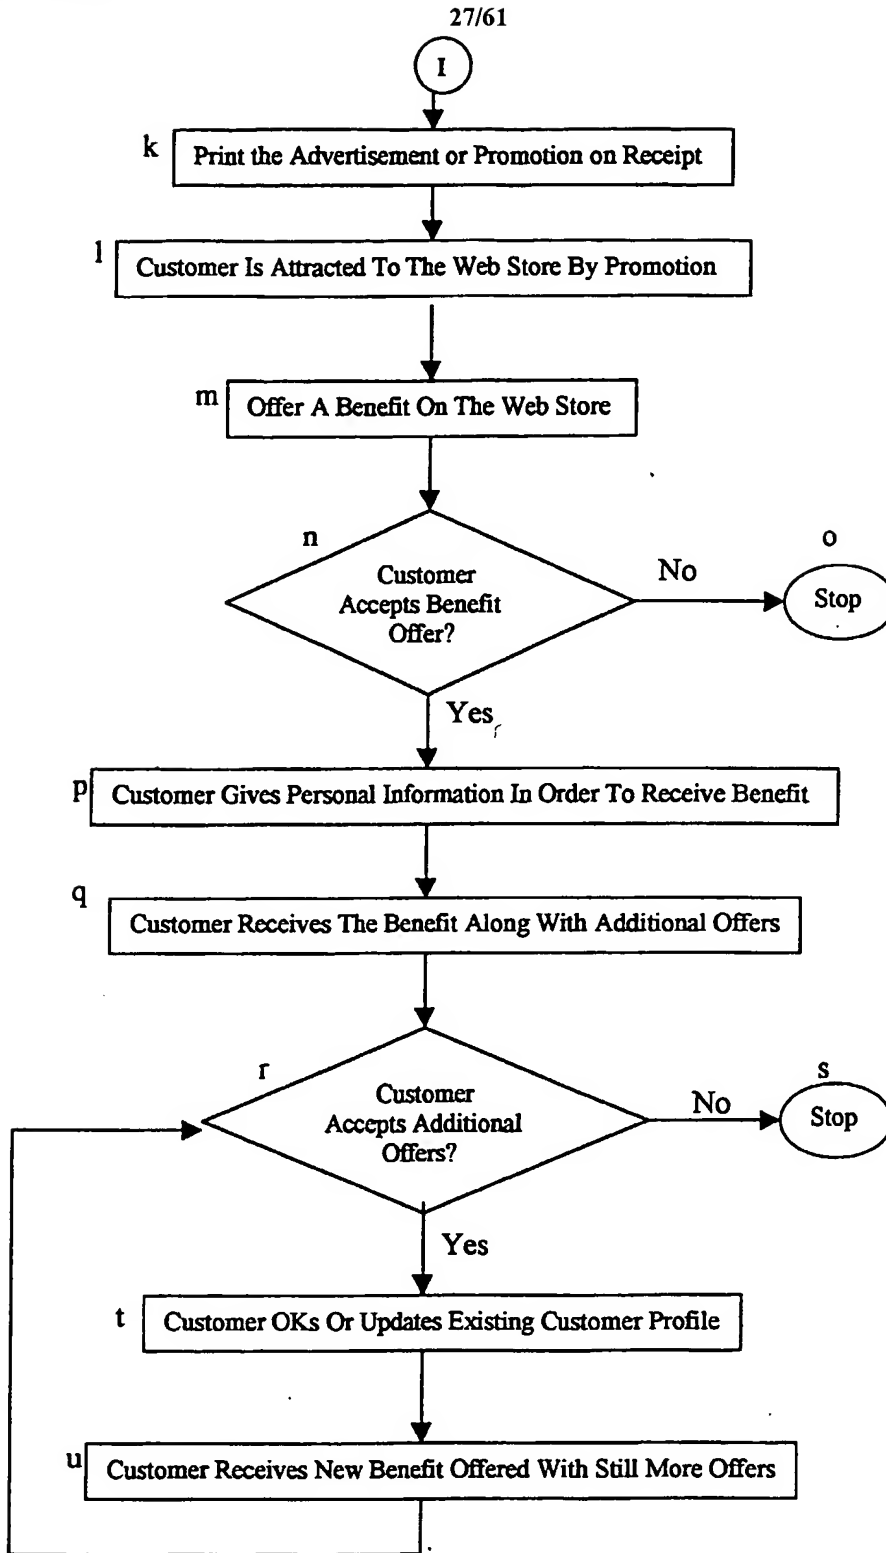 27/61
I
k
Print the Advertisement or Promotion on Receipt
l
Customer Is Attracted To The Web Store By Promotion
m
Offer A Benefit On The Web Store
n
Customer
Accepts Benefit
Offer?
No
o
Stop
Yes
p
Customer Gives Personal Information In Order To Receive Benefit
q
Customer Receives The Benefit Along With Additional Offers
r
Customer
Accepts Additional
Offers?
No
s
Stop
Yes
t
Customer OKs Or Updates Existing Customer Profile
u
Customer Receives New Benefit Offered With Still More Offers